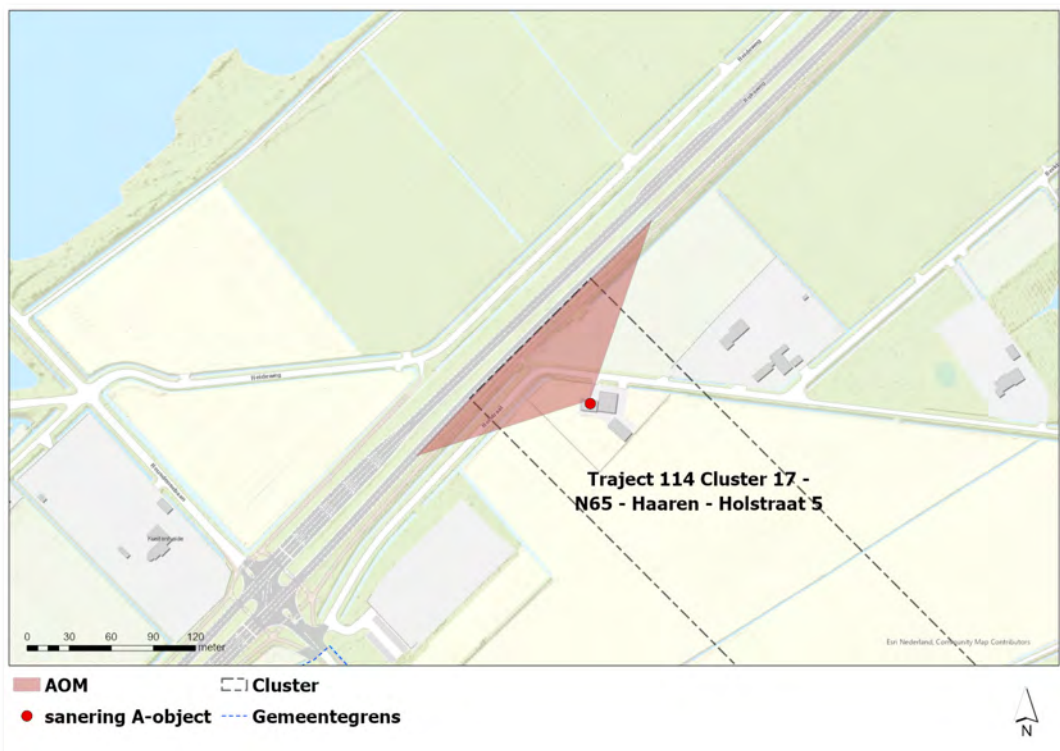 Rijksweg
Traject 114 Cluster 17 -
N65 - Haaren - Holstraat 5
0 30 60 90 120
meter
Esri Nederland, Community Map Contributors
AOM
Cluster
sanering A-object
Gemeentegrens
N